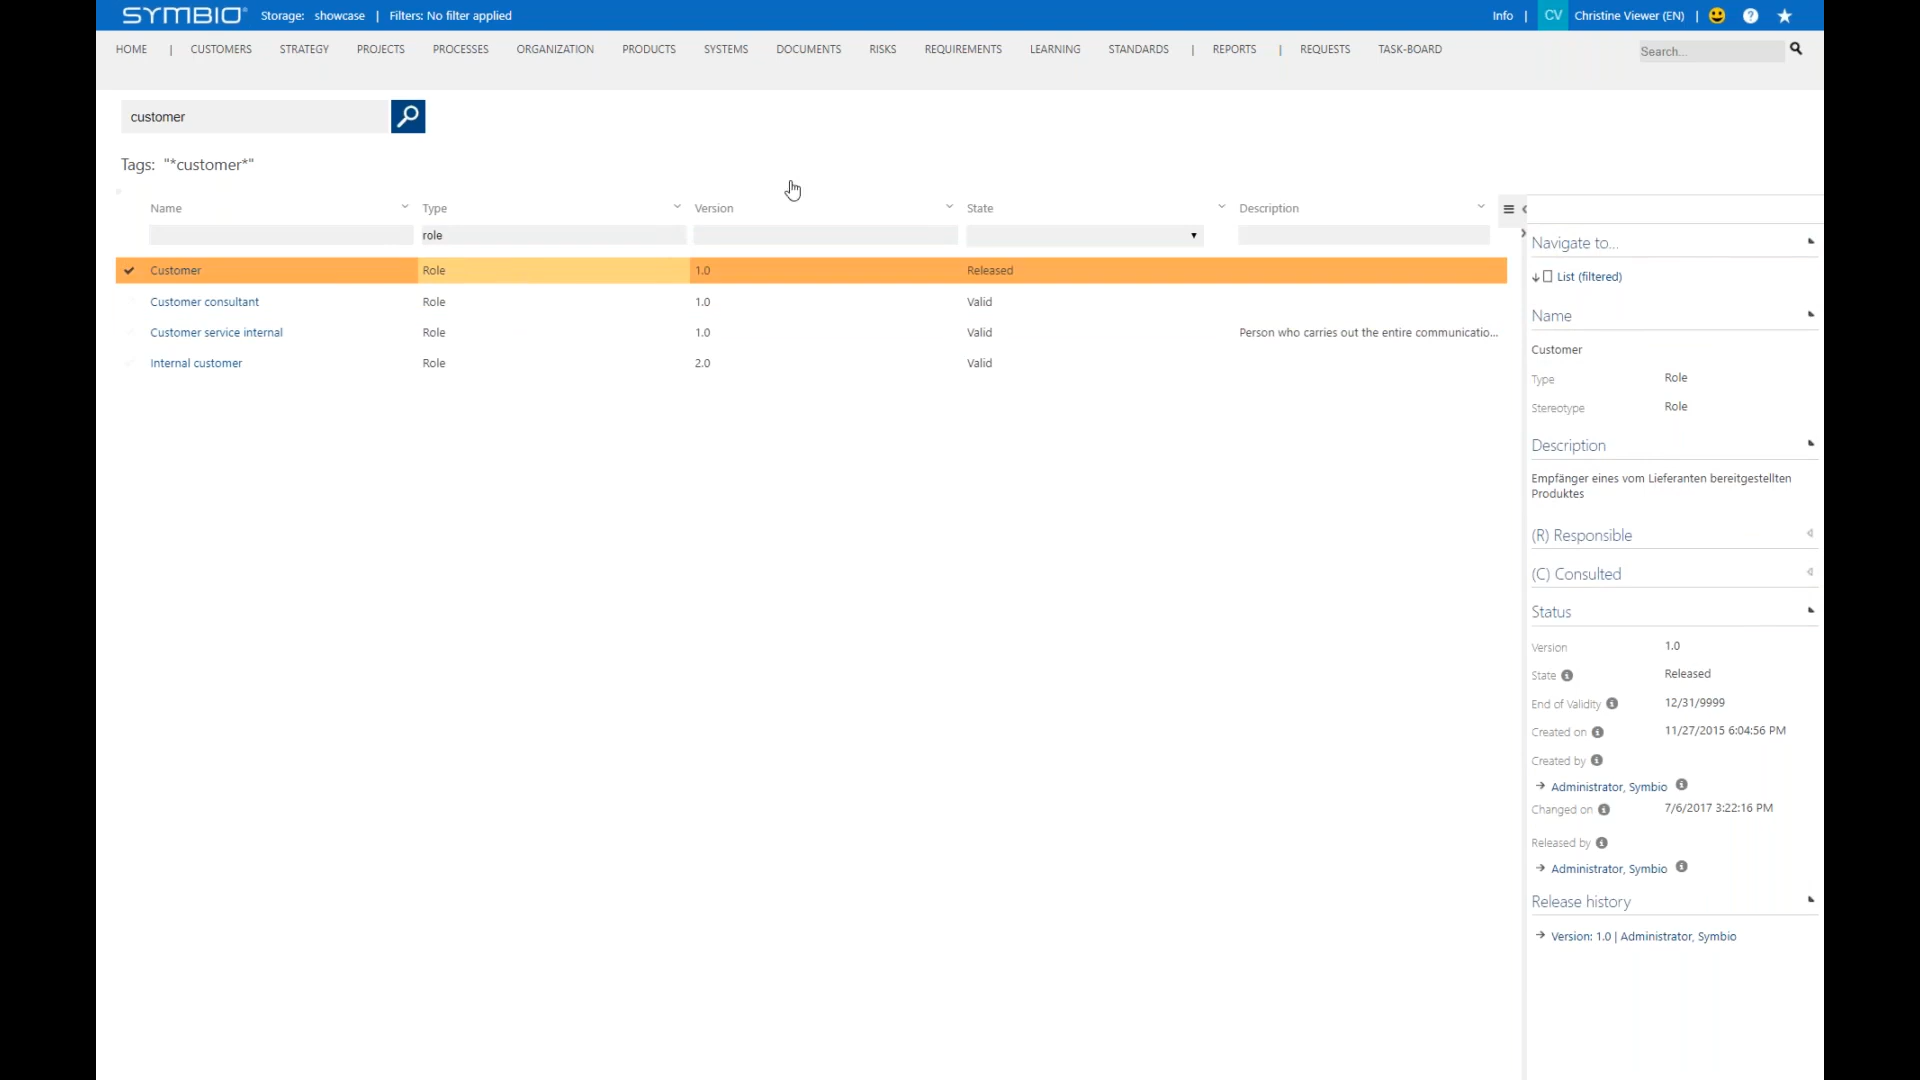 SYMBIO® Storage: showcase | Filters: No filter applied Info | CV Christine Viewer (EN) |
HOME | CUSTOMERS STRATEGY PROJECTS PROCESSES ORGANIZATION PRODUCTS SYSTEMS DOCUMENTS RISKS REQUIREMENTS LEARNING STANDARDS | REPORTS | REQUESTS TASK-BOARD Search...
customer
Tags: "*customer*"
Name Type Version State Description
role
Customer Role 1.0 Released
Customer consultant Role 1.0 Valid
Customer service internal Role 1.0 Valid Person who carries out the entire communicatio...
Internal customer Role 2.0 Valid
Navigate to...
List (filtered)
Name
Customer
Type Role
Stereotype Role
Description
Empfänger eines vom Lieferanten bereitgestellten
Produktes
(R) Responsible
(C) Consulted
Status
Version 1.0
State Released
End of Validity 12/31/9999
Created on 11/27/2015 6:04:56 PM
Created by
Administrator, Symbio
Changed on 7/6/2017 3:22:16 PM
Released by
Administrator, Symbio
Release history
Version: 1.0 | Administrator, Symbio